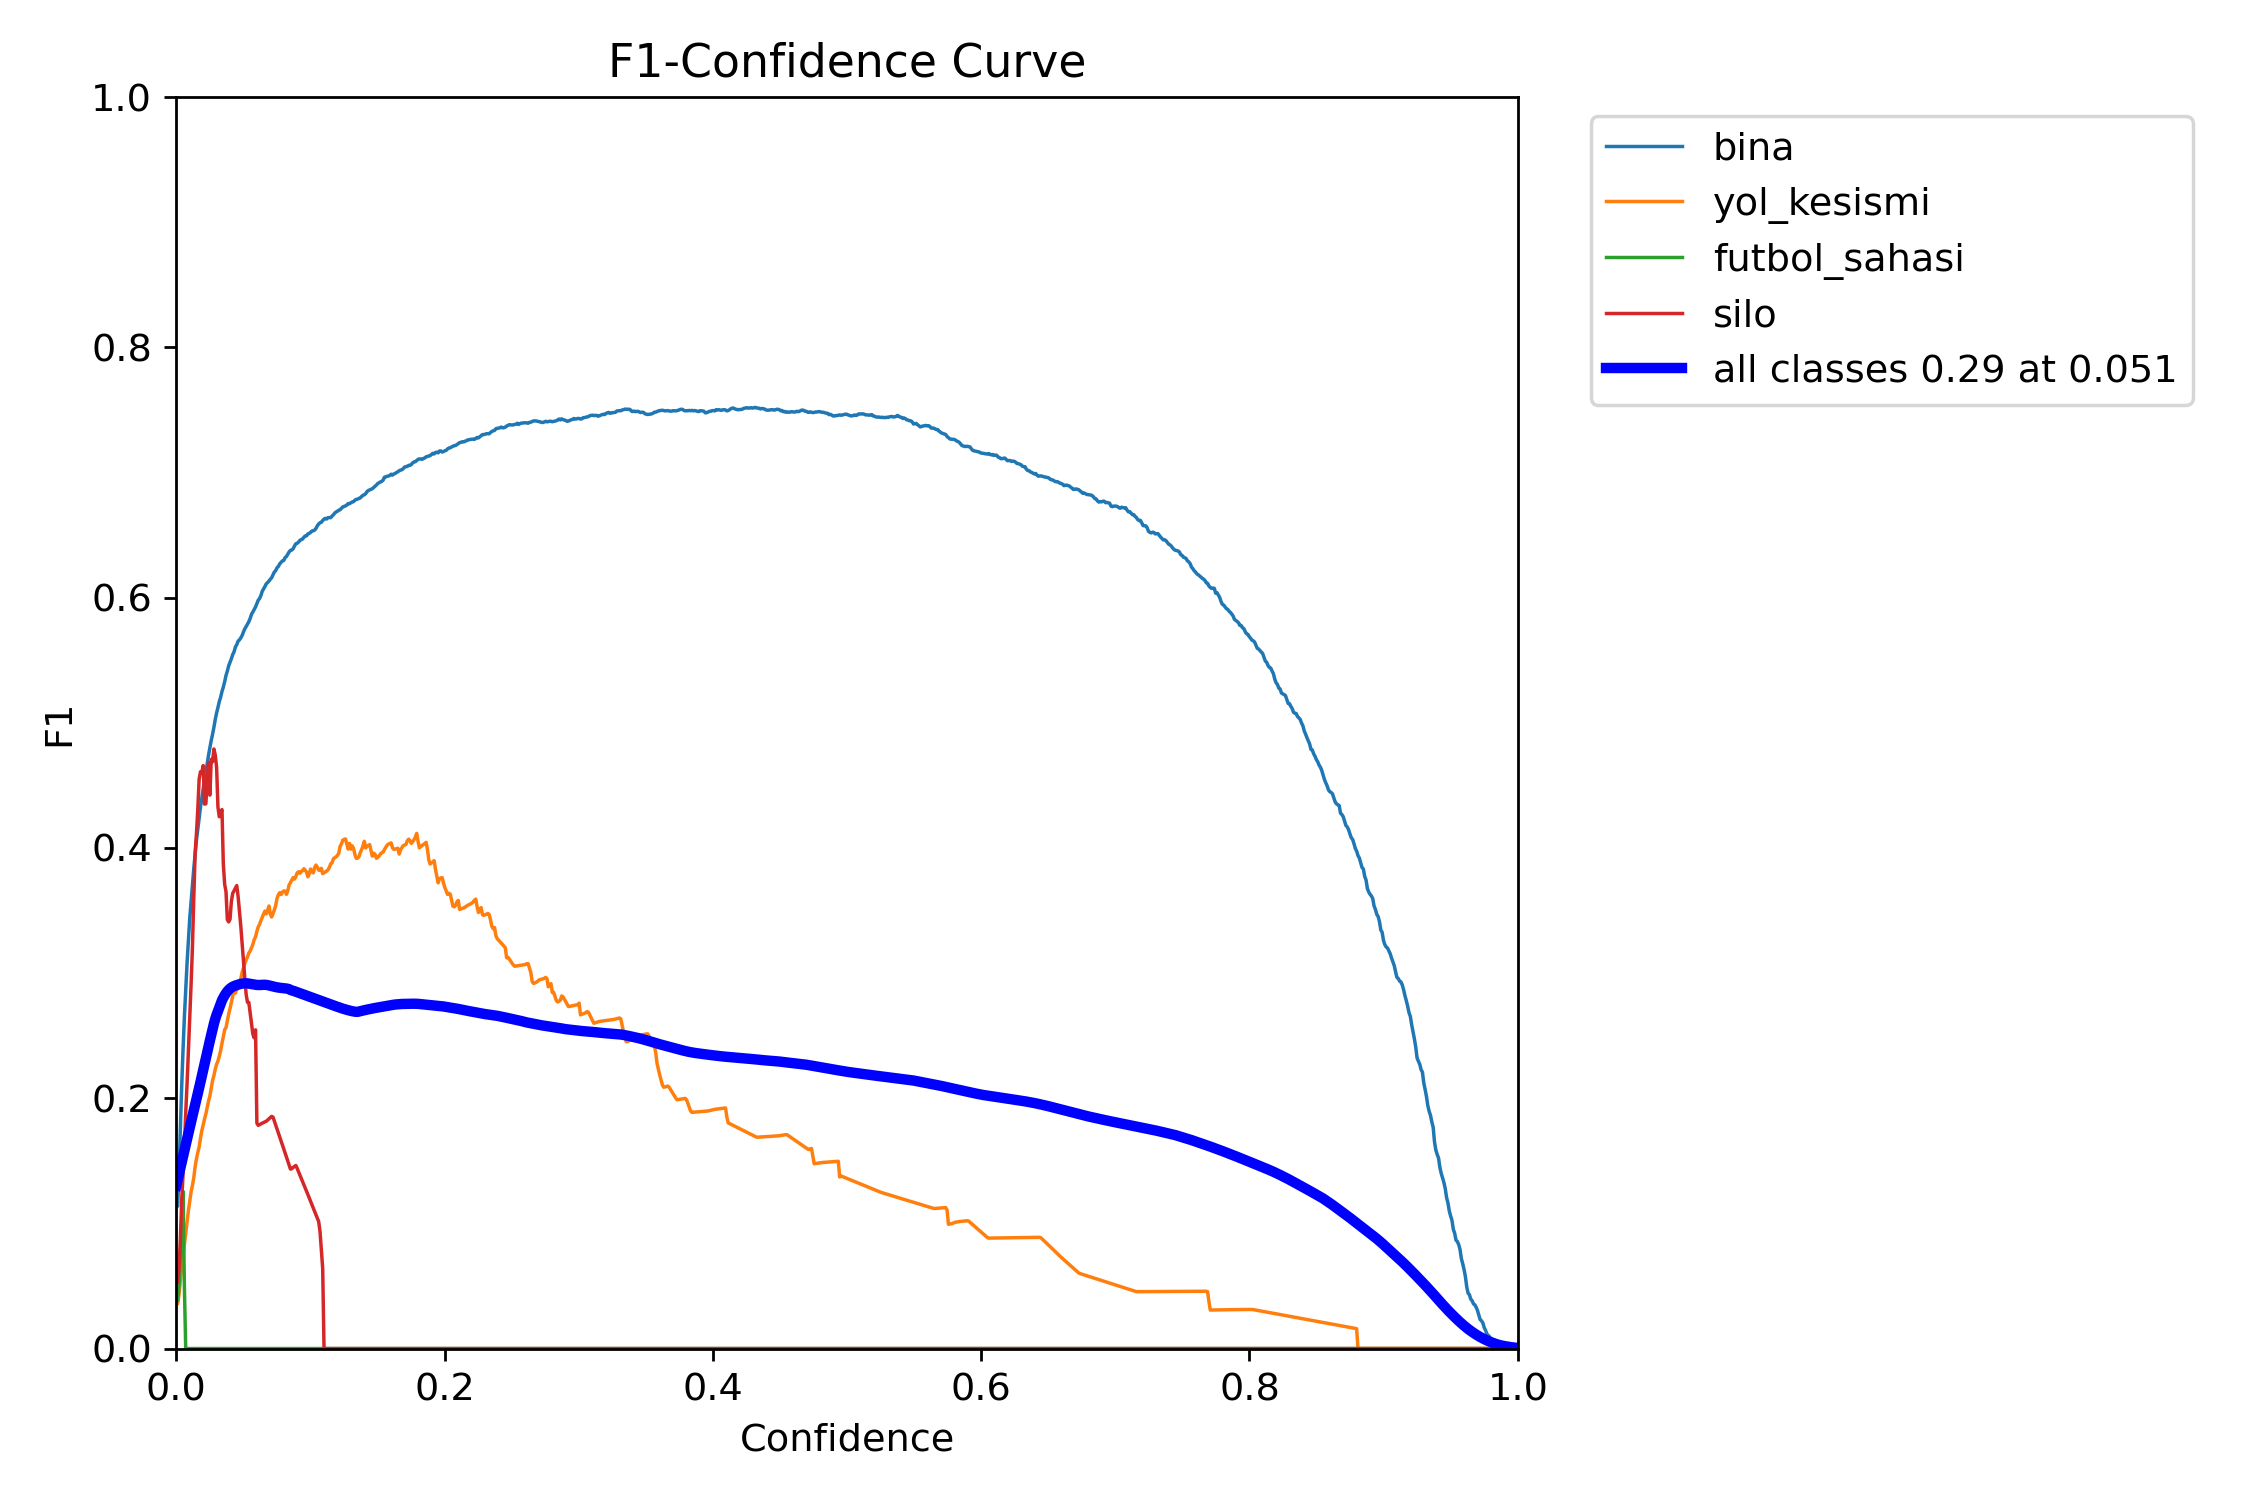 F1-Confidence Curve
1.0
0.8
0.6
0.4
0.2
0.0
F1
0.0 0.2 0.4 0.6 0.8 1.0
Confidence
bina
yol_kesismi
futbol_sahasi
silo
all classes 0.29 at 0.051